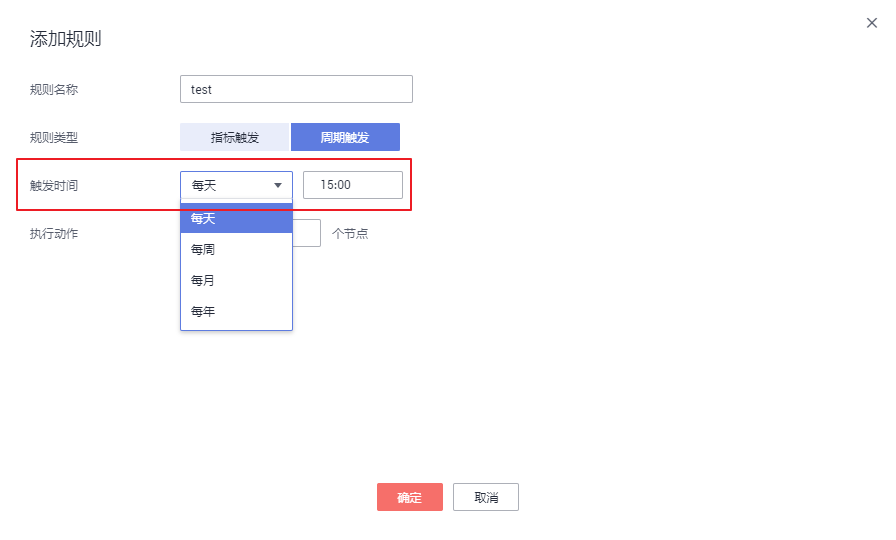 添加规则
规则名称 test
规则类型 指标触发 周期触发
触发时间 每天 15:00
每天
执行动作 个节点
每周
每月
每年
确定 取消